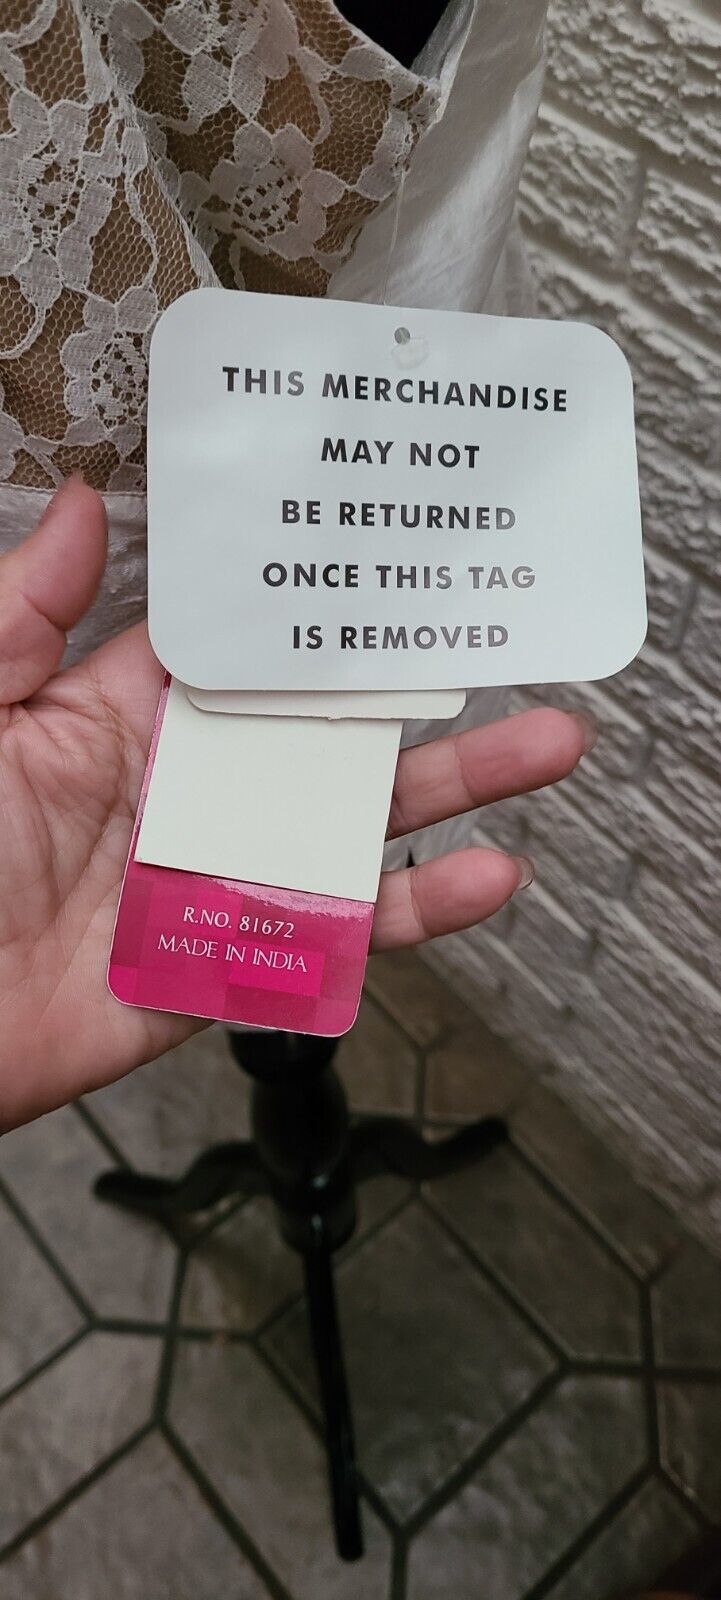 THIS MERCHANDISE
MAY NOT
BE RETURNED
ONCE THIS TAG
IS REMOVED
R.NO. 81672
MADE IN INDIA